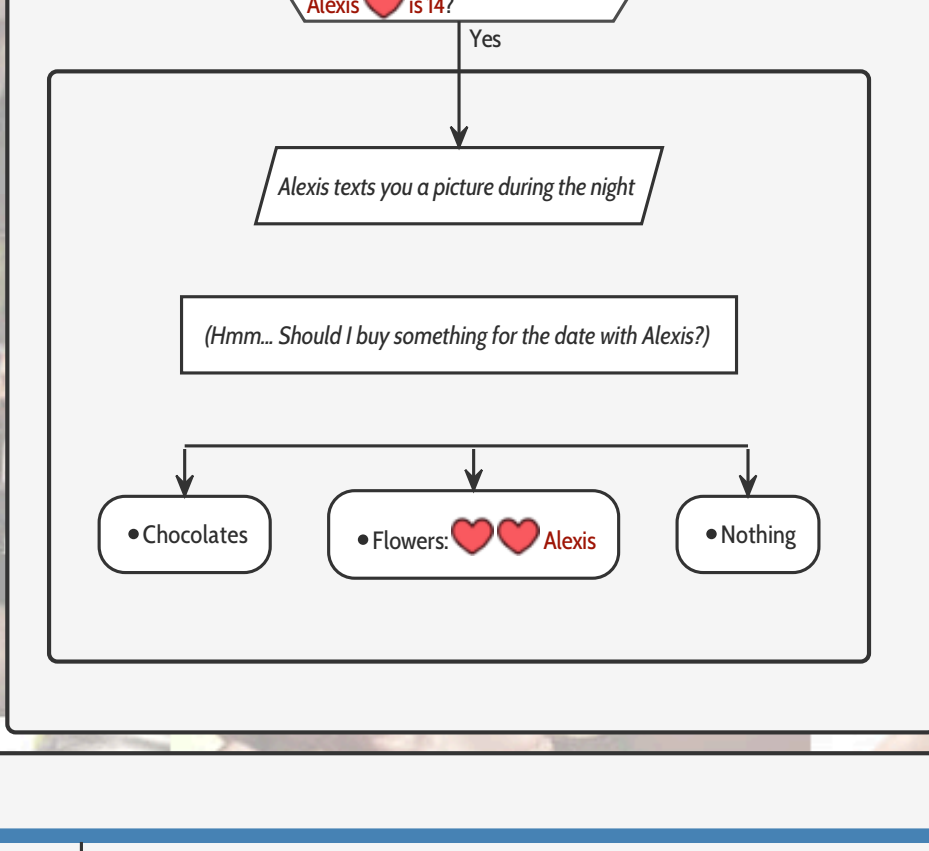 Alexis ❤ is 14?
Yes
Alexis texts you a picture during the night
(Hmm... Should I buy something for the date with Alexis?)
• Chocolates
• Flowers: ❤❤ Alexis
• Nothing